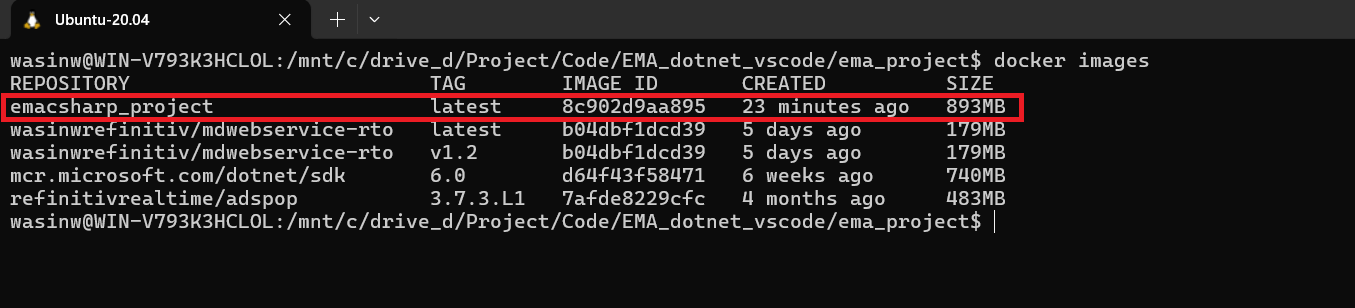 Ubuntu-20.04
wasinw@WIN-V793K3HCLOL:/mnt/c/drive_d/Project/Code/EMA_dotnet_vscode/ema_project$ docker images
REPOSITORY TAG IMAGE ID CREATED SIZE
emacsharp_project latest 8c902d9aa895 23 minutes ago 893MB
wasinwrefinitiv/mdwebservice-rto latest b04dbf1dcd39 5 days ago 179MB
wasinwrefinitiv/mdwebservice-rto v1.2 b04dbf1dcd39 5 days ago 179MB
mcr.microsoft.com/dotnet/sdk 6.0 d64f43f58471 6 weeks ago 740MB
refinitivrealtime/adspop 3.7.3.L1 7afde8229cfc 4 months ago 483MB
wasinw@WIN-V793K3HCLOL:/mnt/c/drive_d/Project/Code/EMA_dotnet_vscode/ema_project$